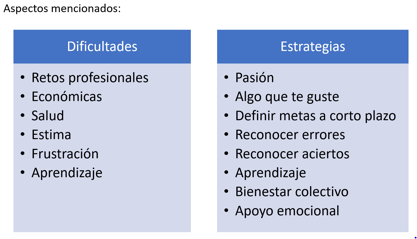 Aspectos mencionados:
Dificultades
• Retos profesionales
• Económicas
• Salud
• Estima
• Frustración
• Aprendizaje
Estrategias
• Pasión
• Algo que te guste
• Definir metas a corto plazo
• Reconocer errores
• Reconocer aciertos
• Aprendizaje
• Bienestar colectivo
• Apoyo emocional